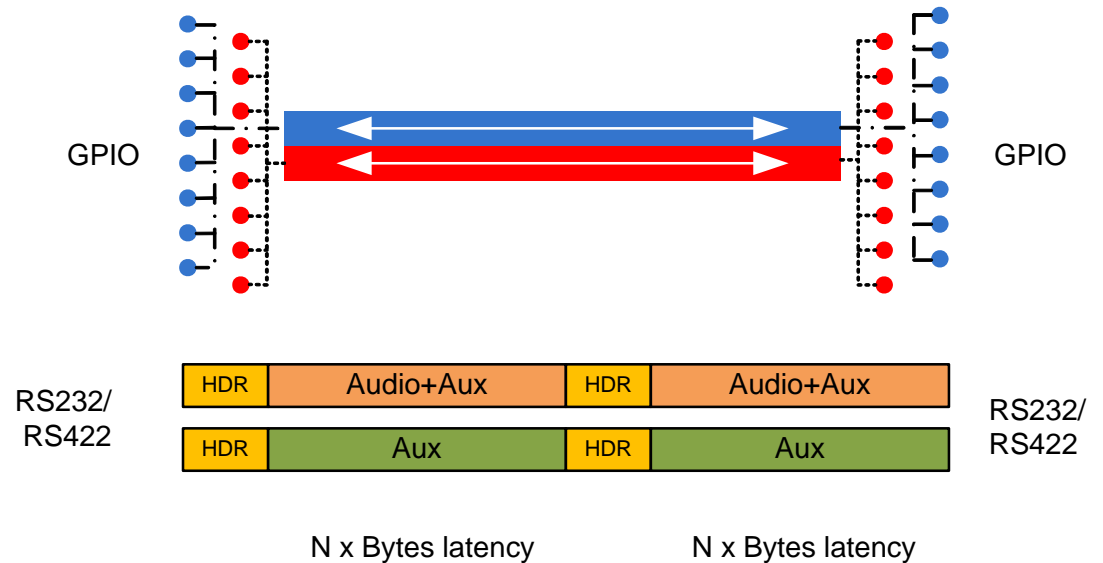 GPIO
GPIO
HDR Audio+Aux HDR Audio+Aux
RS232/
RS422
RS232/
RS422
HDR Aux HDR Aux
N x Bytes latency N x Bytes latency